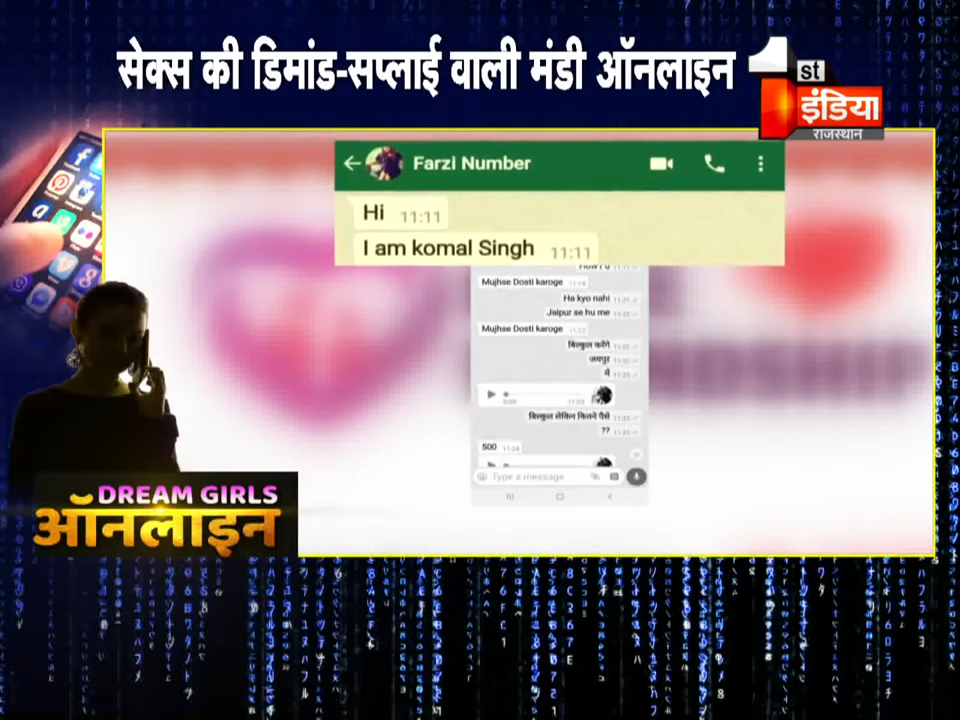 सेक्स की डिमांड-सप्लाई वाली मंडी ऑनलाइन
1st
इंडिया
राजस्थान
Farzi Number
Hi 11:11
I am komal Singh 11:11
Mujhse Dosti karoge
Ha kyo nahi
Jaipur se hu me
Mujhse Dosti karoge
बिल्कुल करेंगे
जयपुर
में
बिल्कुल लेकिन कितने पैसे
??
500
Type a message
DREAM GIRLS
ऑनलाइन